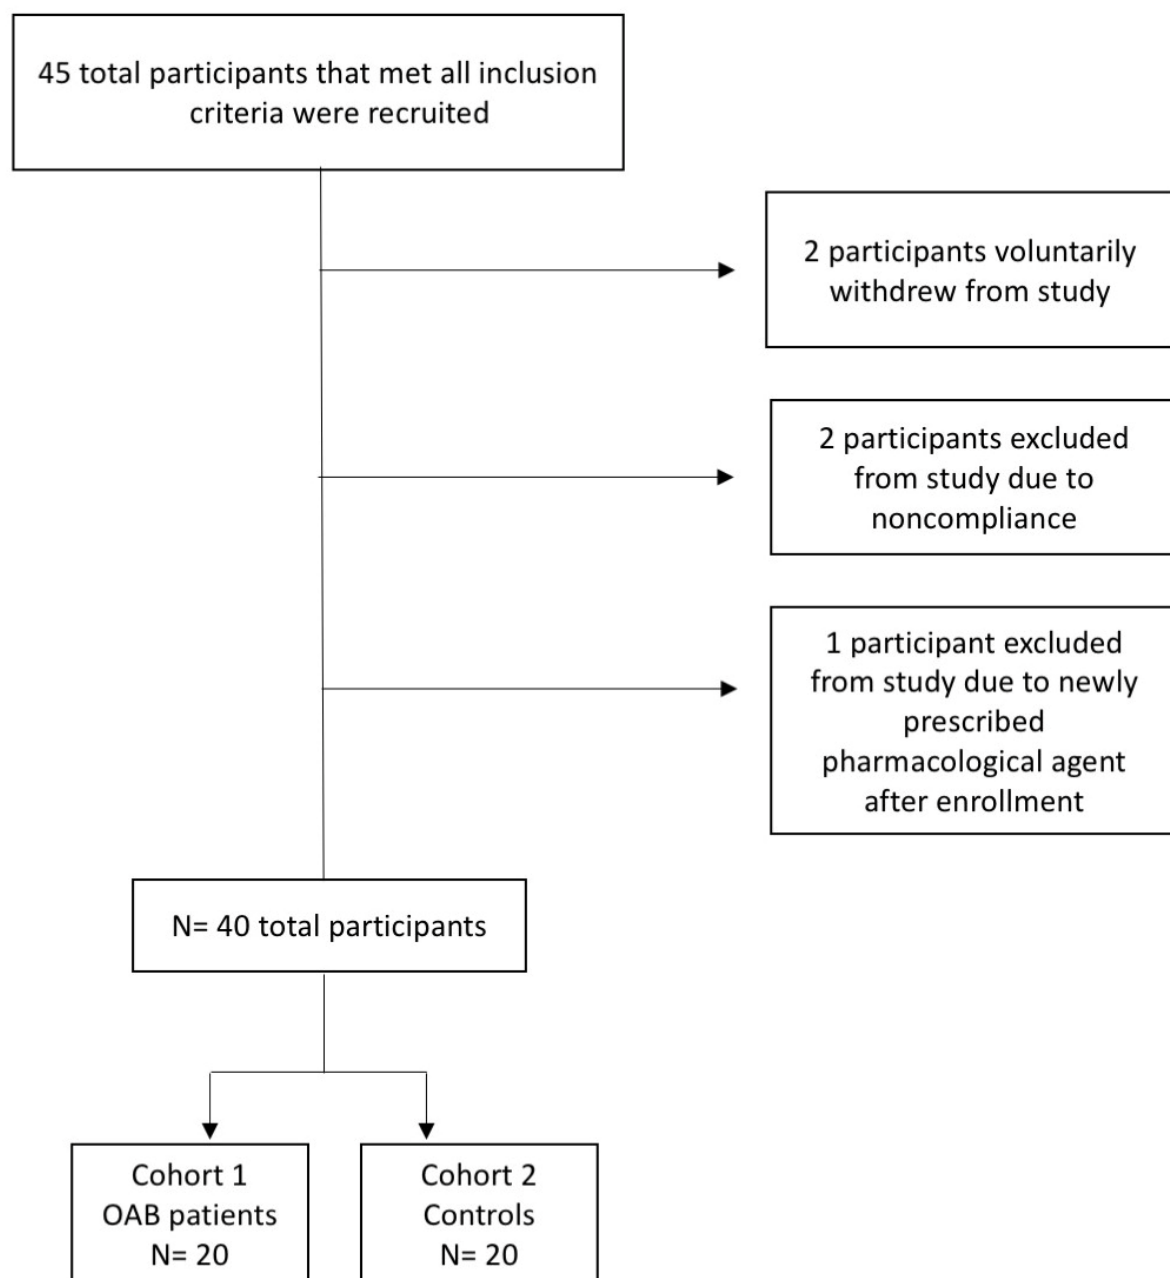 45 total participants that met all inclusion
criteria were recruited
2 participants voluntarily
withdrew from study
2 participants excluded
from study due to
noncompliance
1 participant excluded
from study due to newly
prescribed
pharmacological agent
after enrollment
N= 40 total participants
Cohort 1
OAB patients
N= 20
Cohort 2
Controls
N= 20